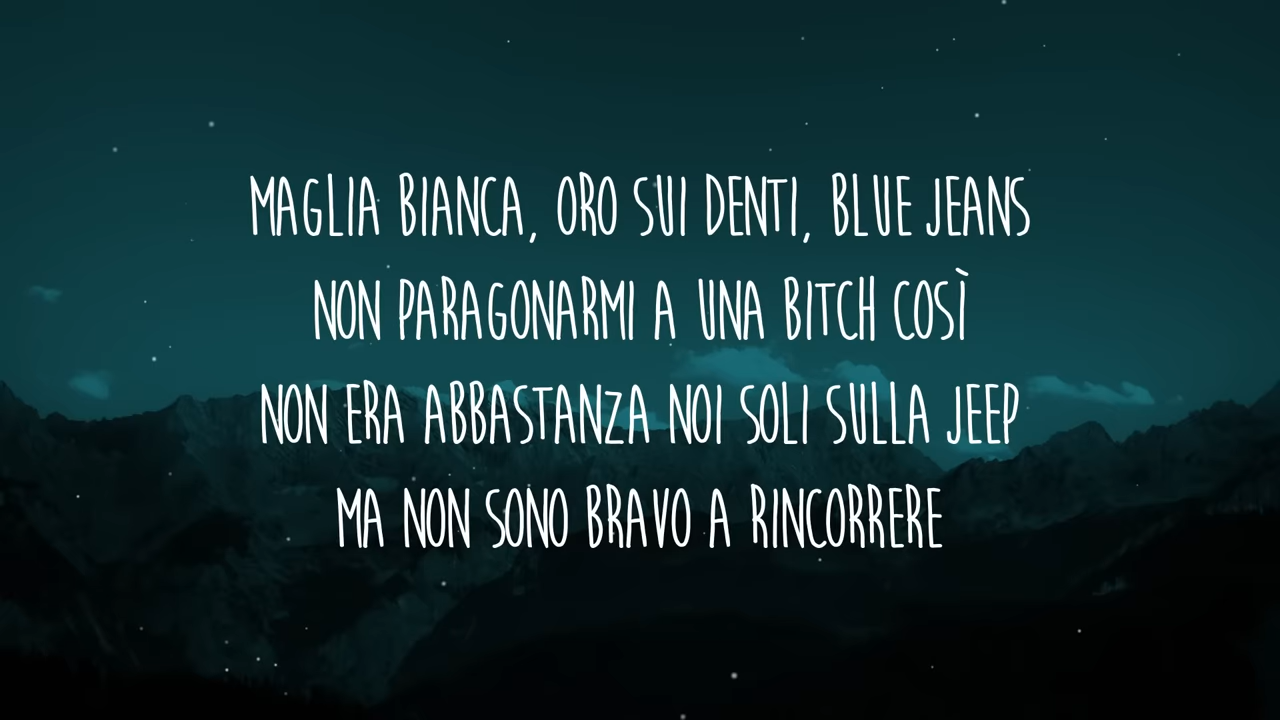 MAGLIA BIANCA, ORO SUI DENTI, BLUE JEANS
NON PARAGONARMI A UNA BITCH COSÌ
NON ERA ABBASTANZA NOI SOLI SULLA JEEP
MA NON SONO BRAVO A RINCORRERE